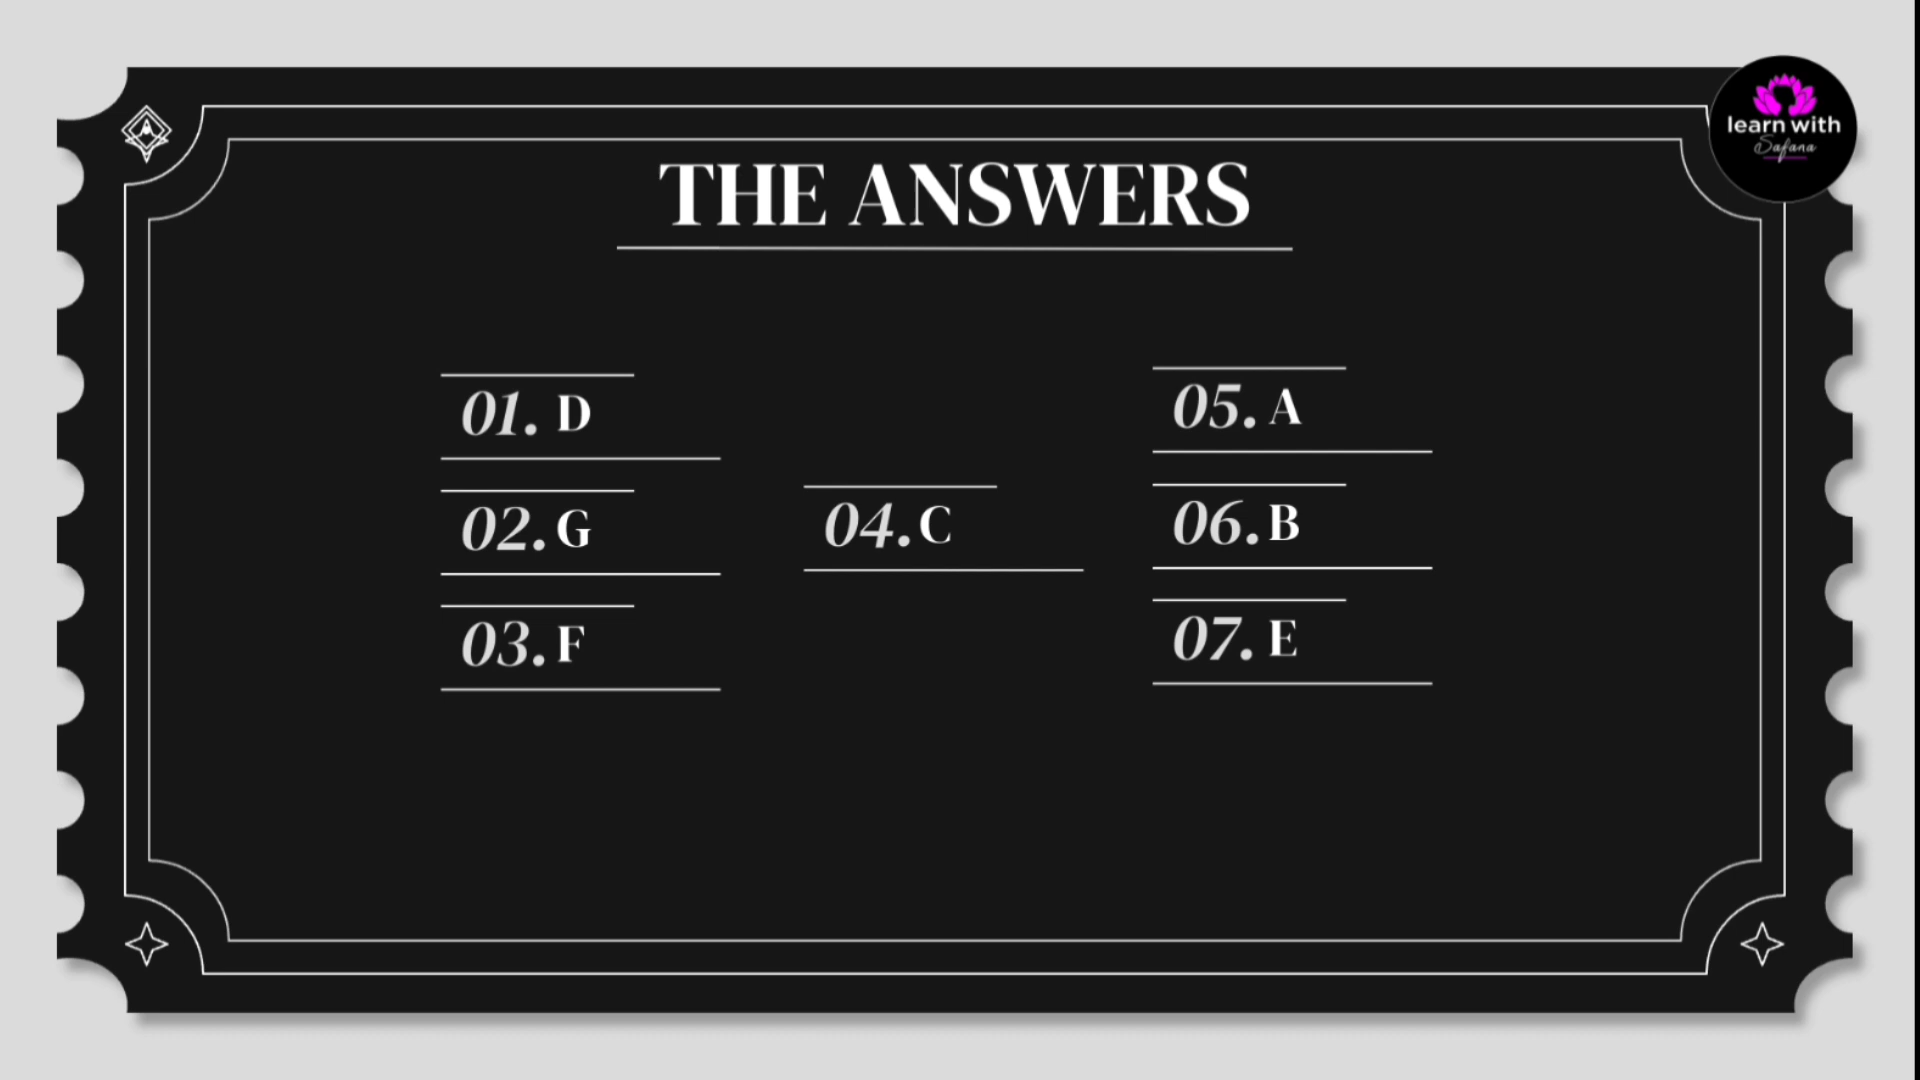 learn with
Safana
THE ANSWERS
01. D
02. G
03. F
04. C
05. A
06. B
07. E